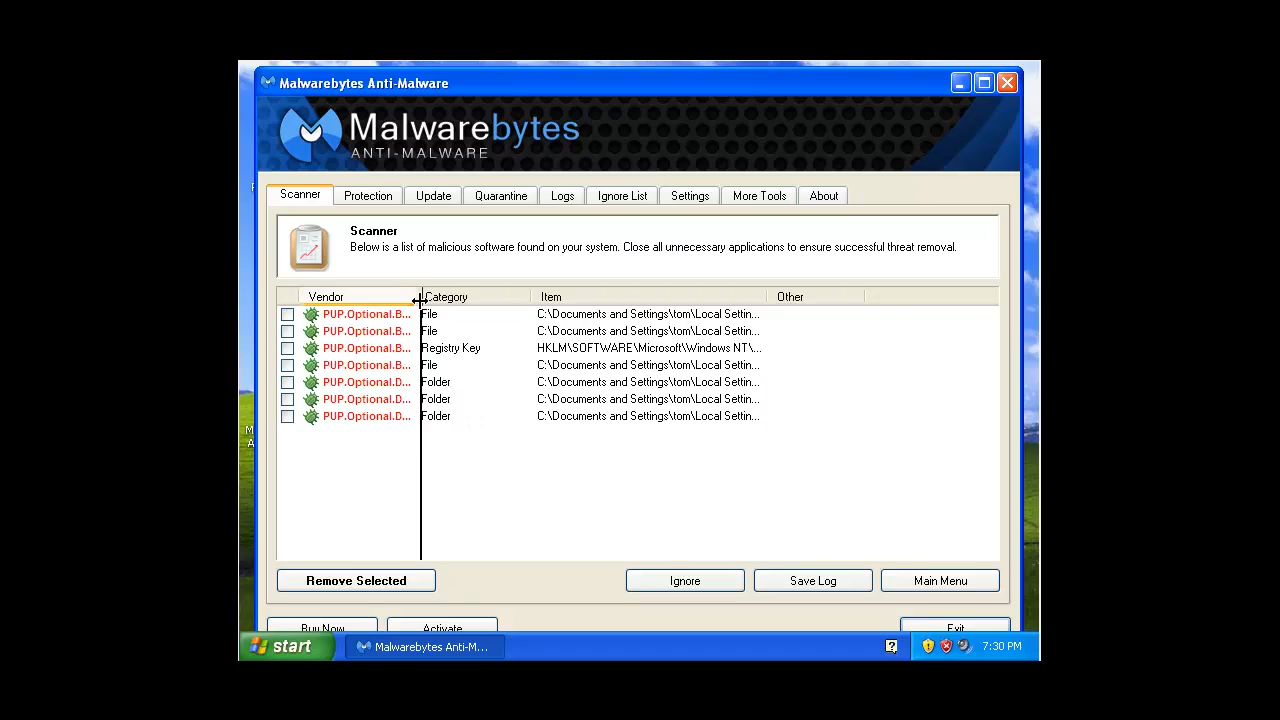 Malwarebytes Anti-Malware
Malwarebytes
ANTI-MALWARE
Scanner Protection Update Quarantine Logs Ignore List Settings More Tools About
Scanner
Below is a list of malicious software found on your system. Close all unnecessary applications to ensure successful threat removal.
Vendor Category Item Other
PUP.Optional.B... File C:\Documents and Settings\tom\Local Settin...
PUP.Optional.B... File C:\Documents and Settings\tom\Local Settin...
PUP.Optional.B... Registry Key HKLM\SOFTWARE\Microsoft\Windows NT\...
PUP.Optional.B... File C:\Documents and Settings\tom\Local Settin...
PUP.Optional.D... Folder C:\Documents and Settings\tom\Local Settin...
PUP.Optional.D... Folder C:\Documents and Settings\tom\Local Settin...
PUP.Optional.D... Folder C:\Documents and Settings\tom\Local Settin...
Remove Selected Ignore Save Log Main Menu
Buy Now Activate Exit
start Malwarebytes Anti-M... 7:30 PM